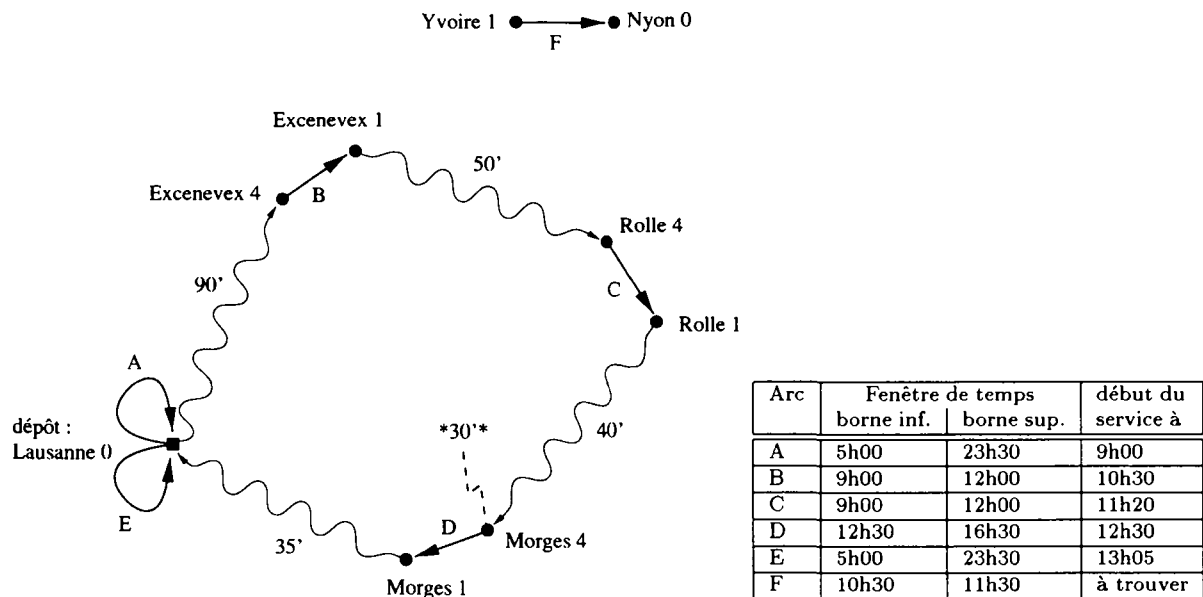 Yvoire 1
Nyon 0
F
Excenevex 1
50'
Excenevex 4
B
Rolle 4
90'
C
Rolle 1
A
dépôt :
Lausanne 0
*30'*
40'
E
35'
D
Morges 4
Morges 1
Arc Fenêtre de temps début du
borne inf. borne sup. service à
A 5h00 23h30 9h00
B 9h00 12h00 10h30
C 9h00 12h00 11h20
D 12h30 16h30 12h30
E 5h00 23h30 13h05
F 10h30 11h30 à trouver